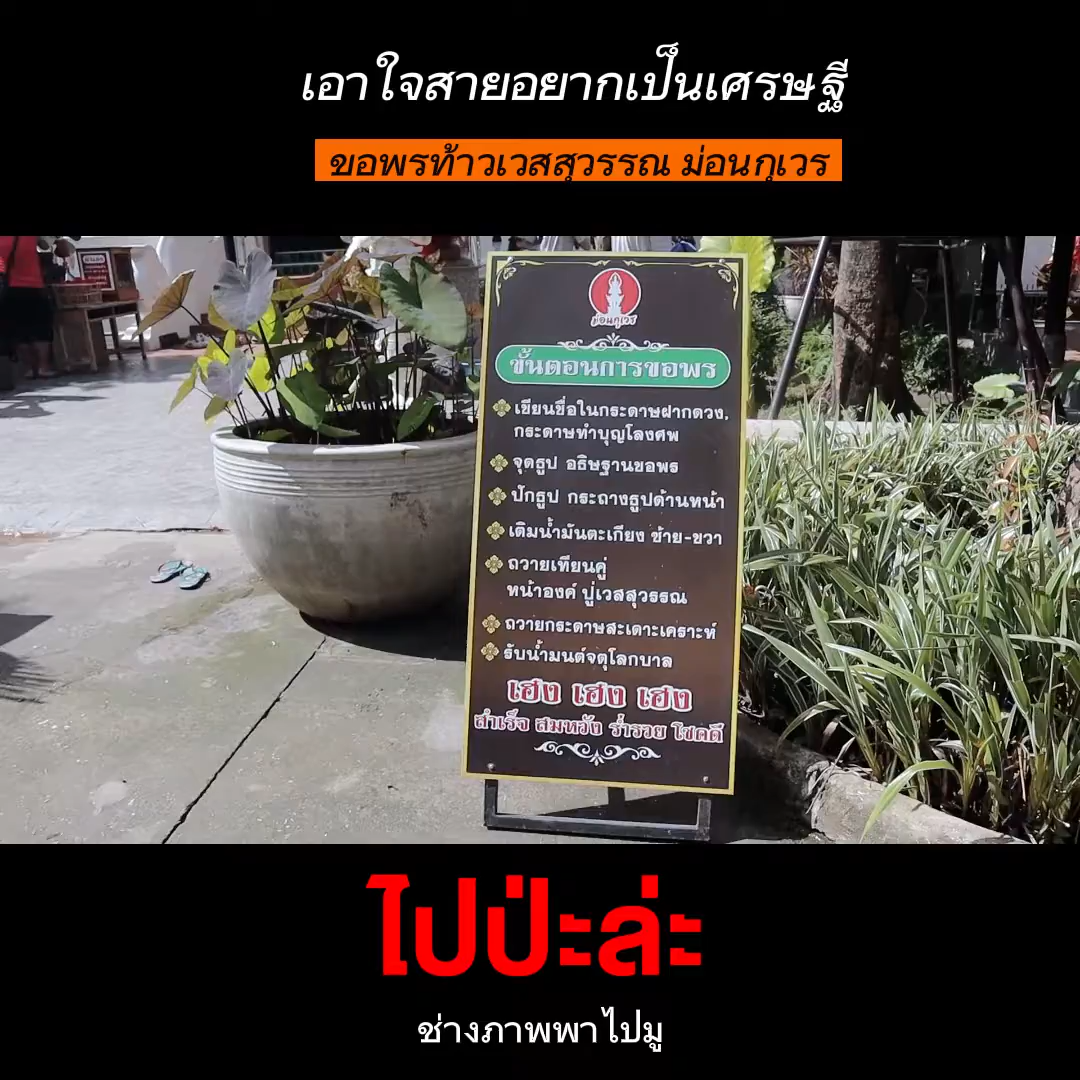 เอาใจสายอยากเป็นเศรษฐี
ขอพรท้าวเวสสุวรรณ ม่อนกุเวร
ม่อนกุเวร
ขั้นตอนการขอพร
เขียนชื่อในกระดาษฝากดวง,
กระดาษทำบุญโลงศพ
จุดธูป อธิษฐานขอพร
ปักธูป กระถางธูปด้านหน้า
เติมน้ำมันตะเกียง ซ้าย-ขวา
ถวายเทียนคู่
หน้าองค์ ปู่เวสสุวรรณ
ถวายกระดาษสะเดาะเคราะห์
รับน้ำมนต์จตุโลกบาล
เฮง เฮง เฮง
สำเร็จ สมหวัง ร่ำรวย โชคดี
ไปป่ะล่ะ
ช่างภาพพาไปมู